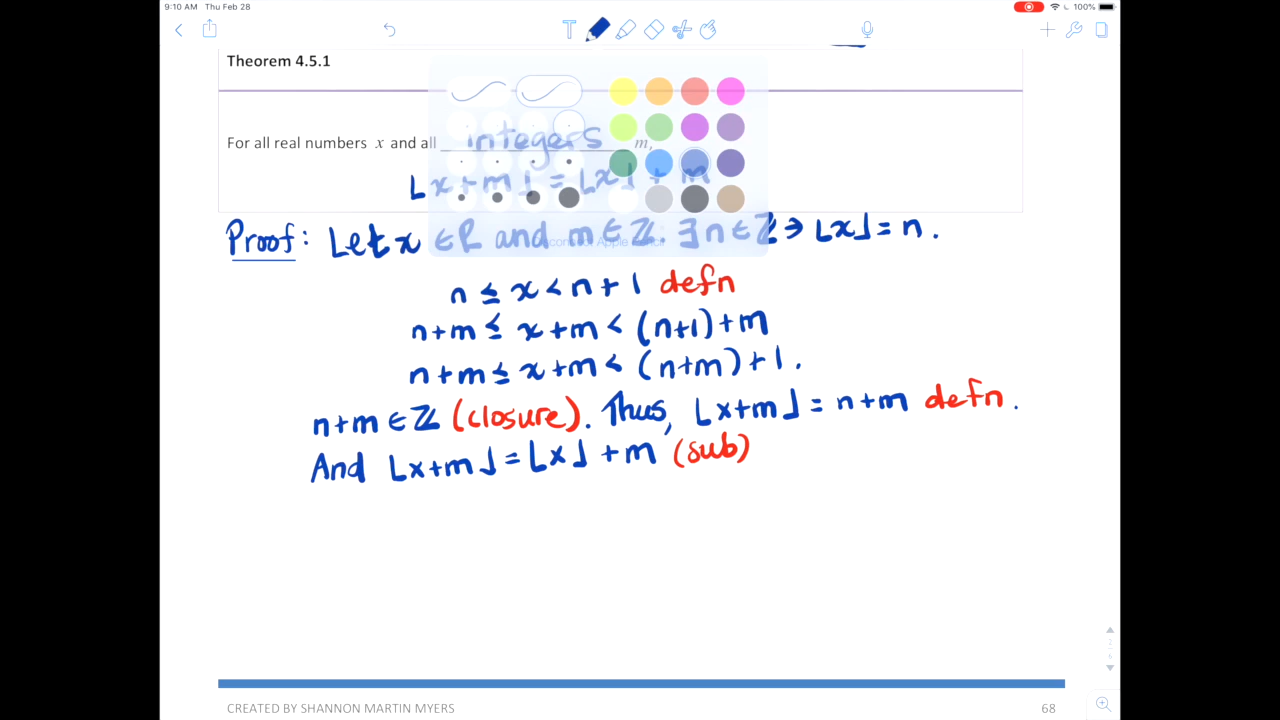 9:10 AM Thu Feb 28 100%
T
Theorem 4.5.1
For all real numbers x and all integers m,
⌊x+m⌋ = ⌊x⌋ + m
Proof: Let x ∈ R and m ∈ ℤ. ∃ n ∈ ℤ ∋ ⌊x⌋ = n.
n ≤ x < n+1 defn
n+m ≤ x+m < (n+1)+m
n+m ≤ x+m < (n+m)+1.
n+m ∈ ℤ (closure). Thus, ⌊x+m⌋ = n+m defn.
And ⌊x+m⌋ = ⌊x⌋ + m (sub)
CREATED BY SHANNON MARTIN MYERS 68